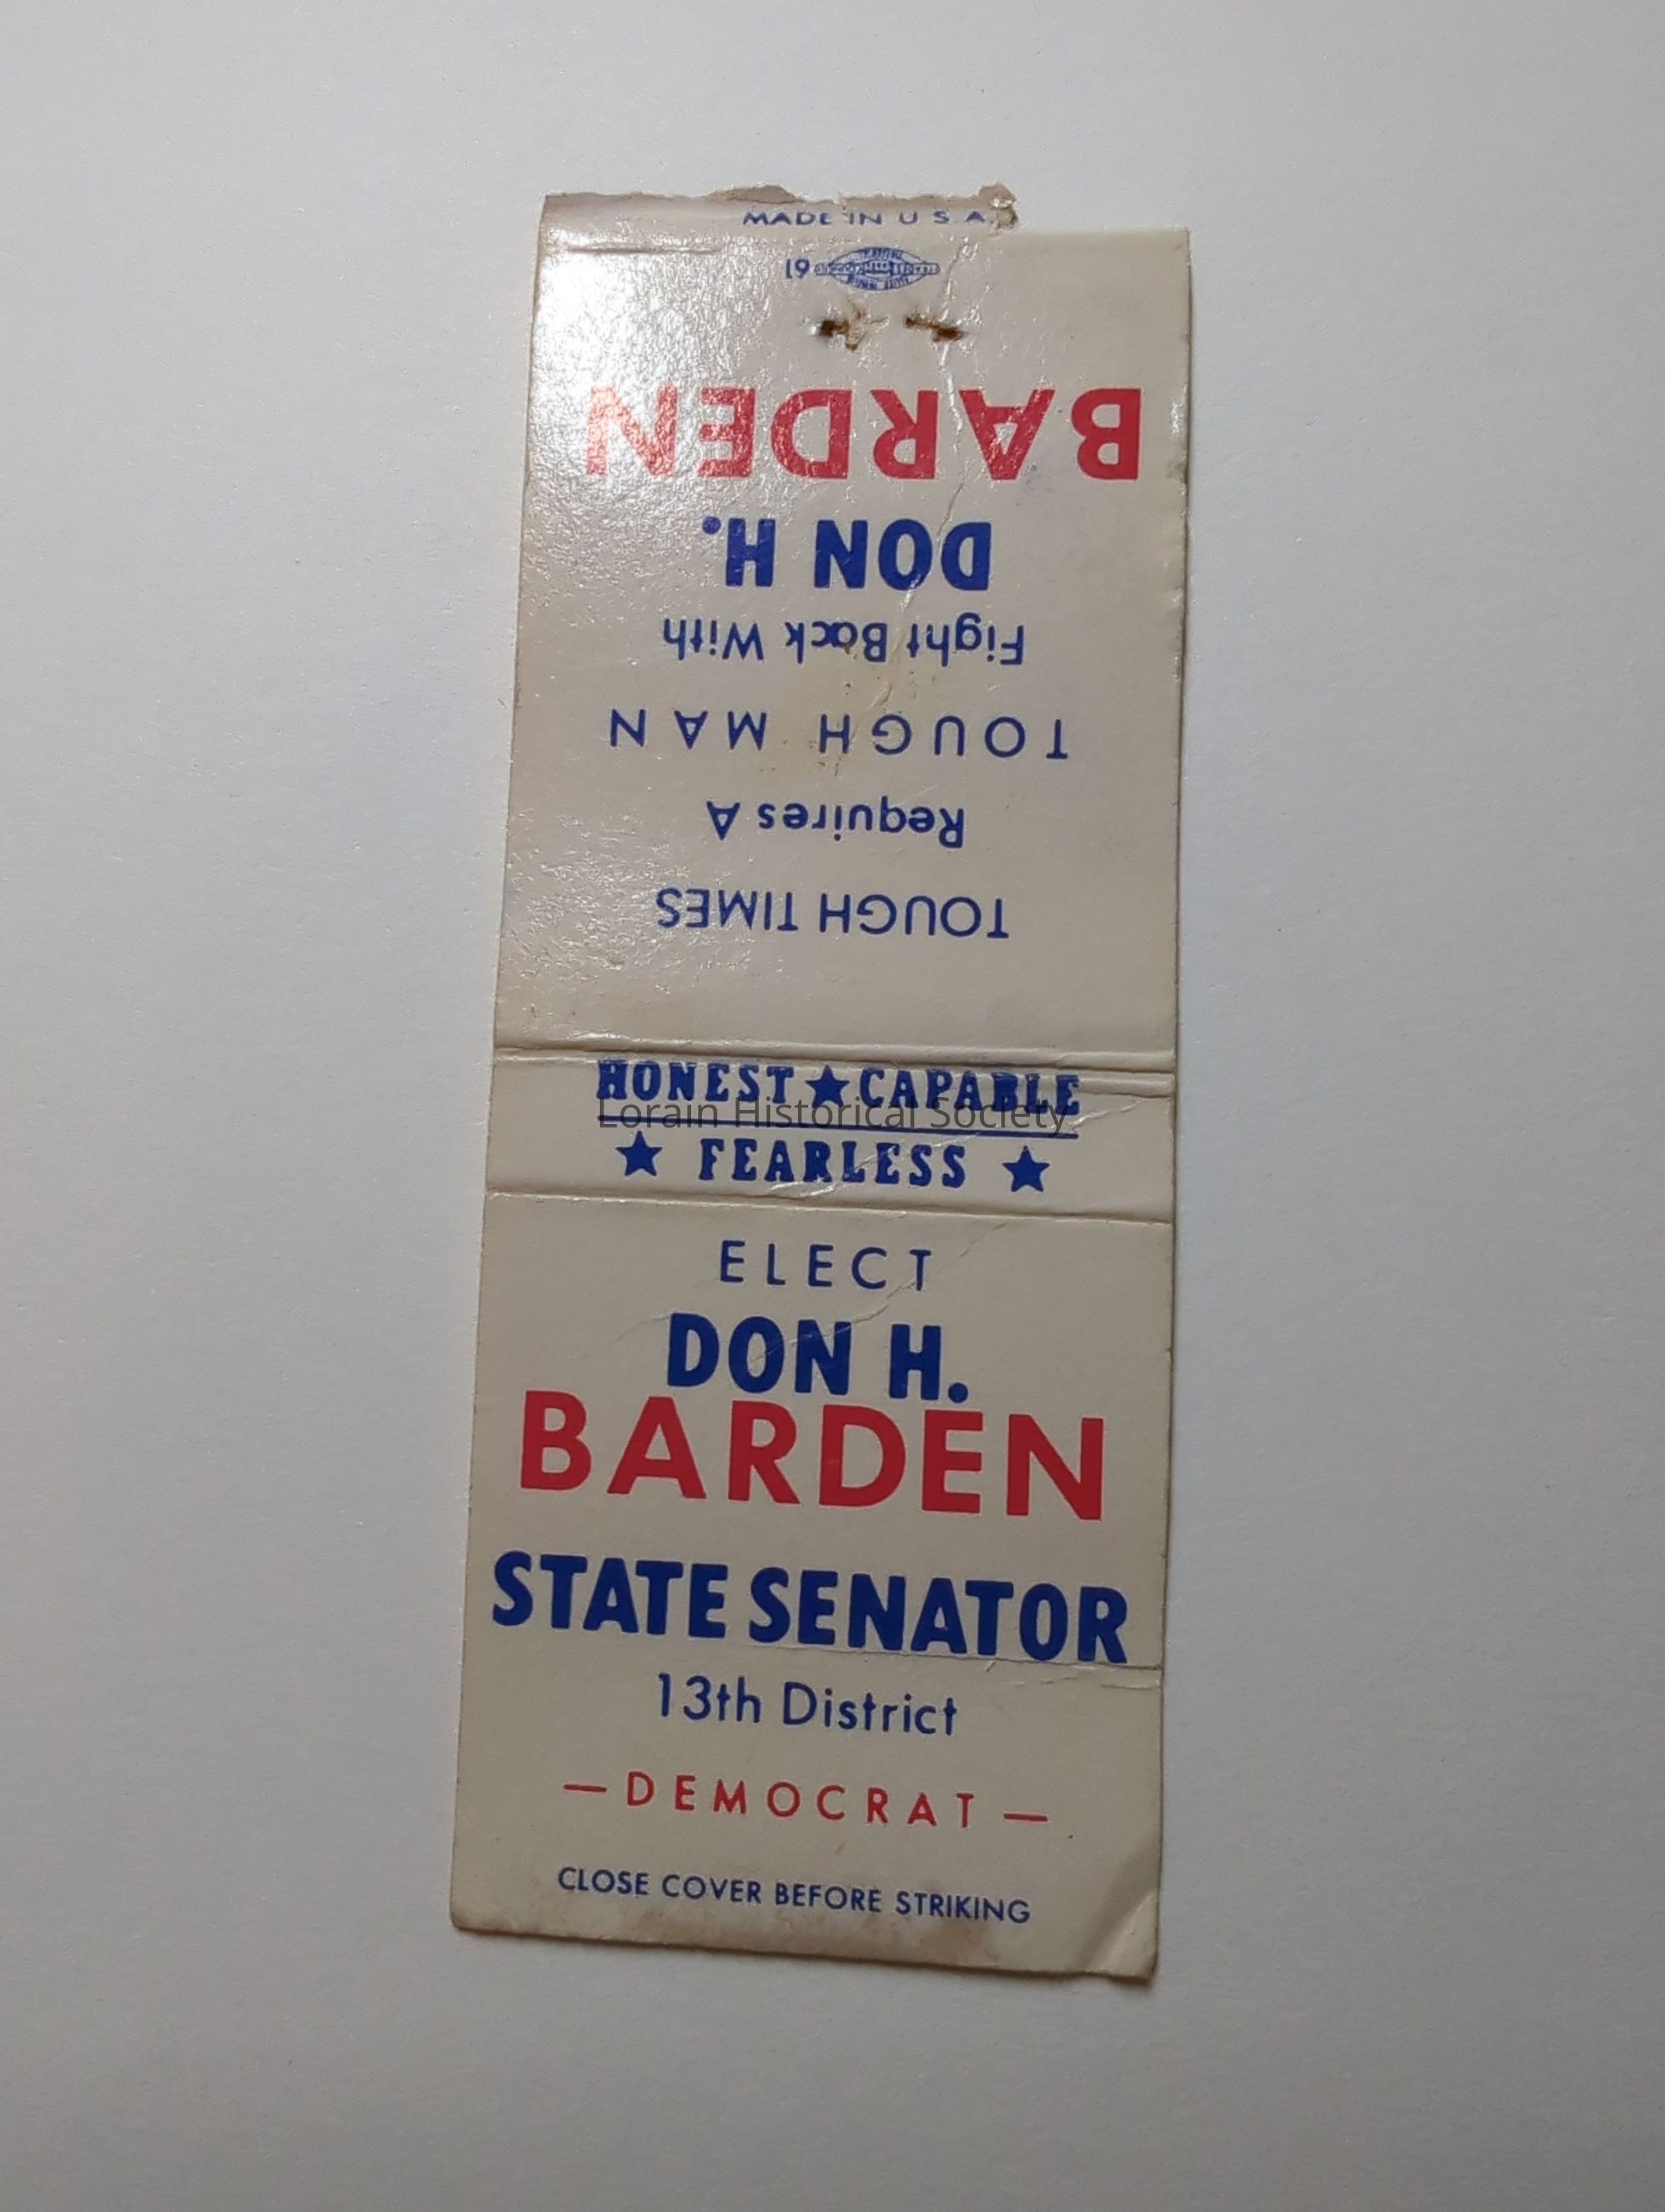 ELECT
DON H.
BARDEN
STATE SENATOR
13th District
— DEMOCRAT —
CLOSE COVER BEFORE STRIKING
HONEST ★ CAPABLE
★ FEARLESS ★
TOUGH TIMES
Requires A
TOUGH MAN
Fight Back With
DON H.
BARDEN
19
MADE IN U S A
Lorain Historical Society